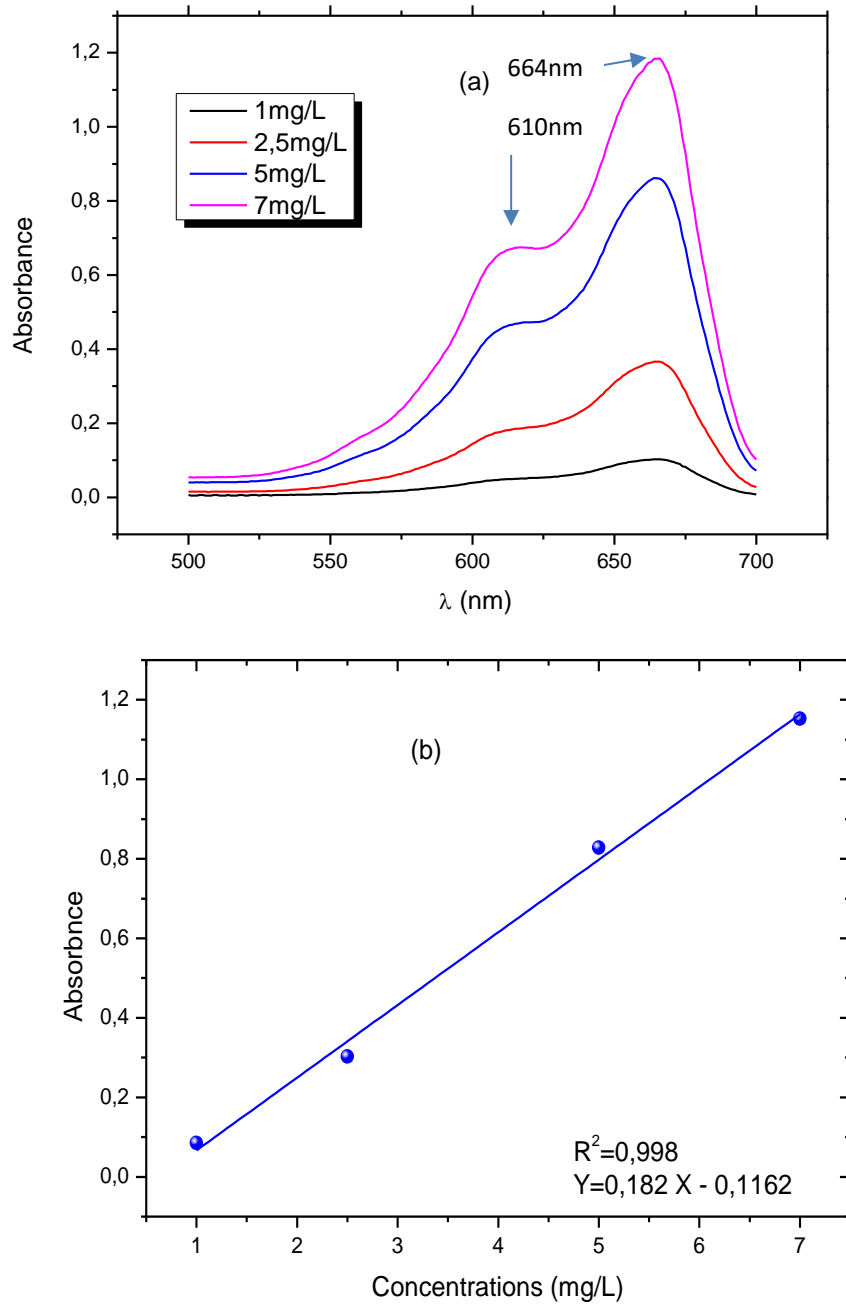 1,2
1,0
0,8
0,6
0,4
0,2
0,0
Absorbance
(a)
664nm
610nm
1mg/L
2,5mg/L
5mg/L
7mg/L
500 550 600 650 700
λ (nm)
1,2
1,0
0,8
0,6
0,4
0,2
0,0
Absorbnce
(b)
R²=0,998
Y=0,182 X - 0,1162
1 2 3 4 5 6 7
Concentrations (mg/L)